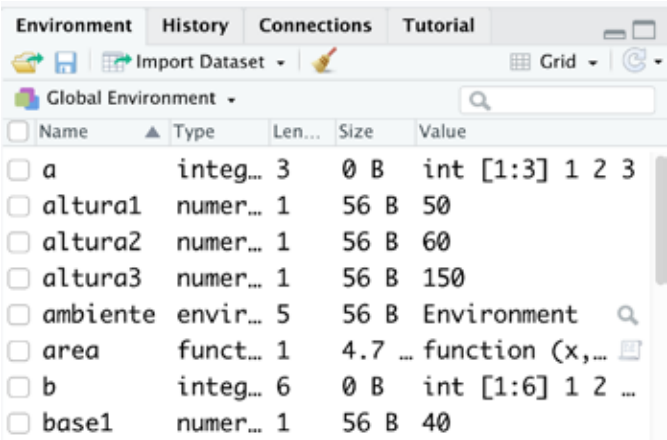 Environment History Connections Tutorial
Import Dataset Grid
Global Environment
Name Type Len... Size Value
a integ... 3 0 B int [1:3] 1 2 3
altura1 numer... 1 56 B 50
altura2 numer... 1 56 B 60
altura3 numer... 1 56 B 150
ambiente envir... 5 56 B Environment
area funct... 1 4.7 ... function (x,...
b integ... 6 0 B int [1:6] 1 2 ...
base1 numer... 1 56 B 40